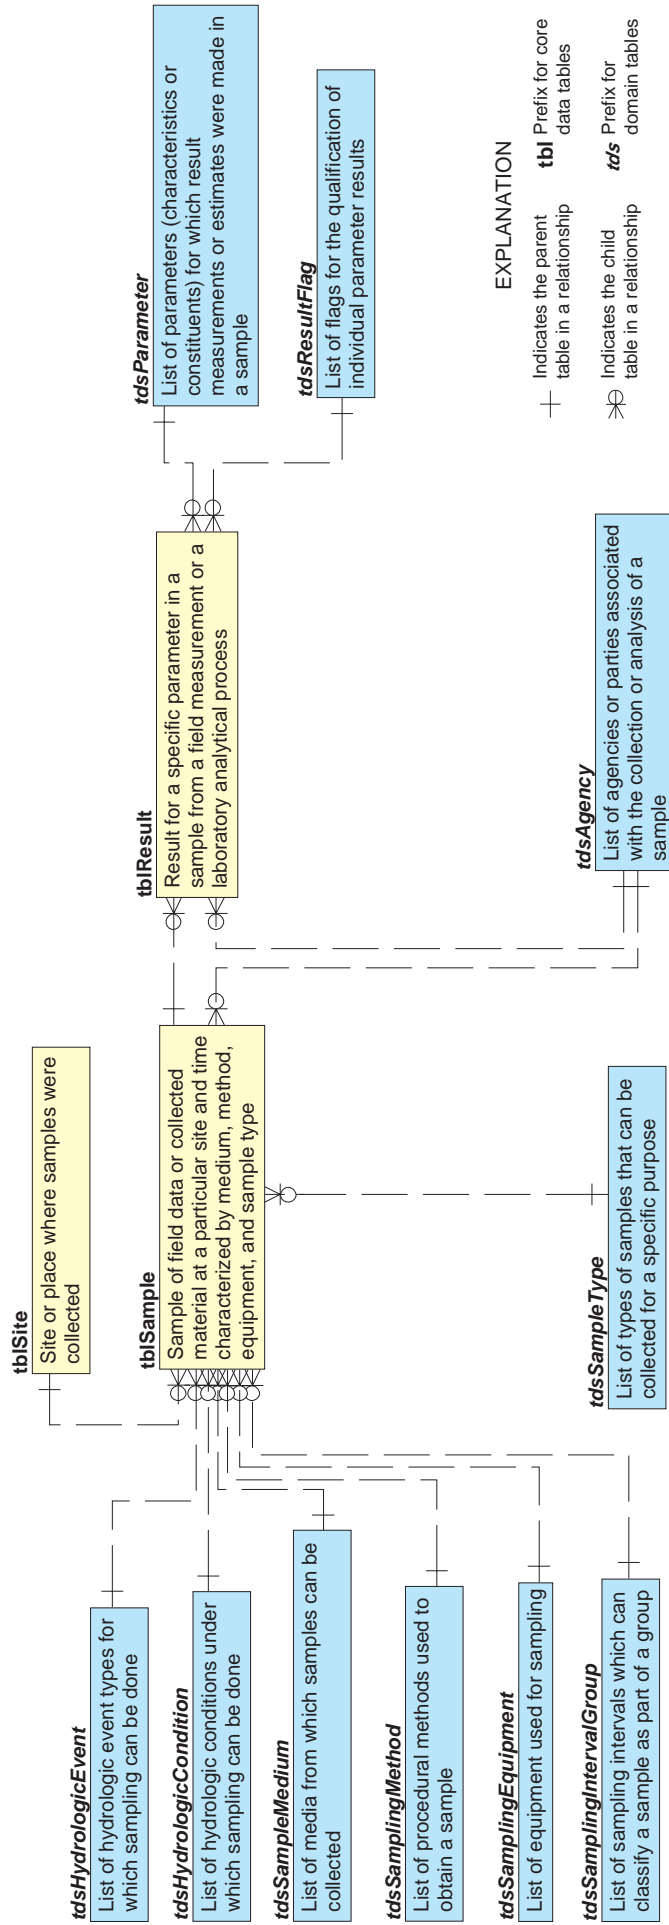 tdsHydrologicEvent
List of hydrologic event types for
which sampling can be done
tdsHydrologicCondition
List of hydrologic conditions under
which sampling can be done
tdsSampleMedium
List of media from which samples can be
collected
tdsSamplingMethod
List of procedural methods used to
obtain a sample
tdsSamplingEquipment
List of equipment used for sampling
tdsSamplingIntervalGroup
List of sampling intervals which can
classify a sample as part of a group
tblSite
Site or place where samples were
collected
tblSample
Sample of field data or collected
material at a particular site and time
characterized by medium, method,
equipment, and sample type
tdsSampleType
List of types of samples that can be
collected for a specific purpose
tblResult
Result for a specific parameter in a
sample from a field measurement or a
laboratory analytical process
tdsAgency
List of agencies or parties associated
with the collection or analysis of a
sample
tdsParameter
List of parameters (characteristics or
constituents) for which result
measurements or estimates were made in
a sample
tdsResultFlag
List of flags for the qualification of
individual parameter results
EXPLANATION
Indicates the parent
table in a relationship
Indicates the child
table in a relationship
tbl Prefix for core
data tables
tds Prefix for
domain tables